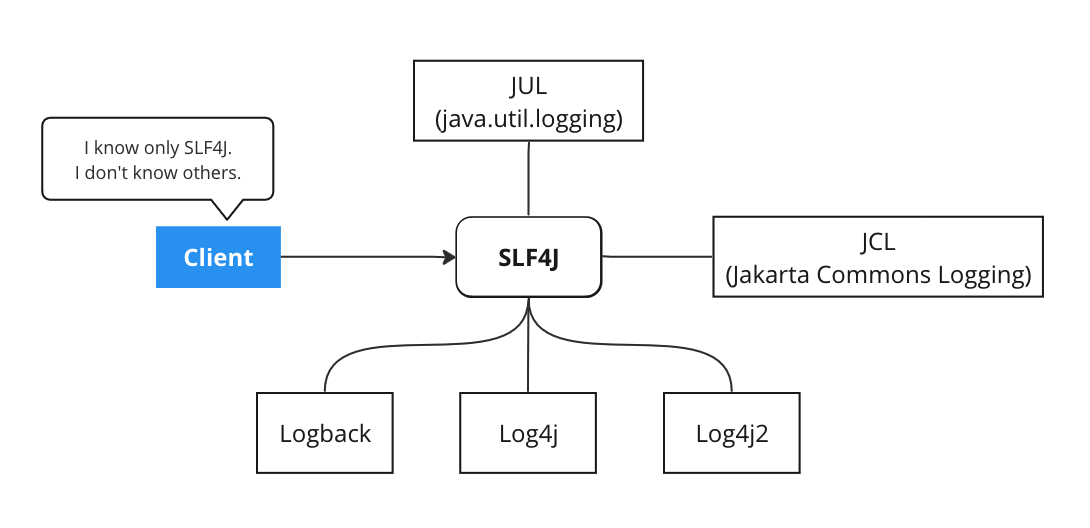 JUL
(java.util.logging)
I know only SLF4J.
I don't know others.
Client
SLF4J
JCL
(Jakarta Commons Logging)
Logback
Log4j
Log4j2